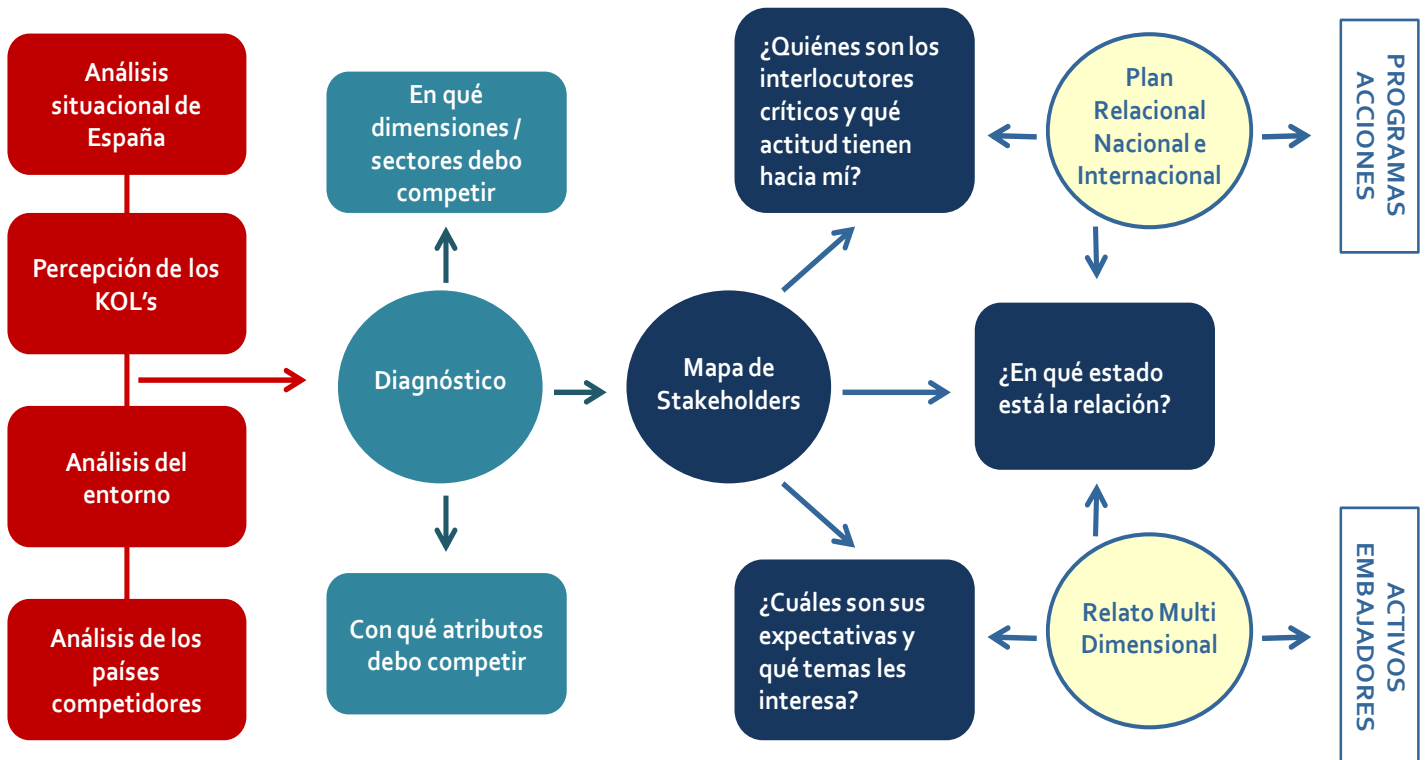 Análisis
situacional de
España
Percepción de los
KOL's
Análisis del
entorno
Análisis de los
países
competidores
En qué
dimensiones /
sectores debo
competir
Diagnóstico
Con qué atributos
debo competir
Mapa de
Stakeholders
¿Quiénes son los
interlocutores
críticos y qué
actitud tienen
hacia mí?
¿En qué estado
está la relación?
¿Cuáles son sus
expectativas y
qué temas les
interesa?
Plan
Relacional
Nacional e
Internacional
Relato Multi
Dimensional
PROGRAMAS
ACCIONES
ACTIVOS
EMBAJADORES